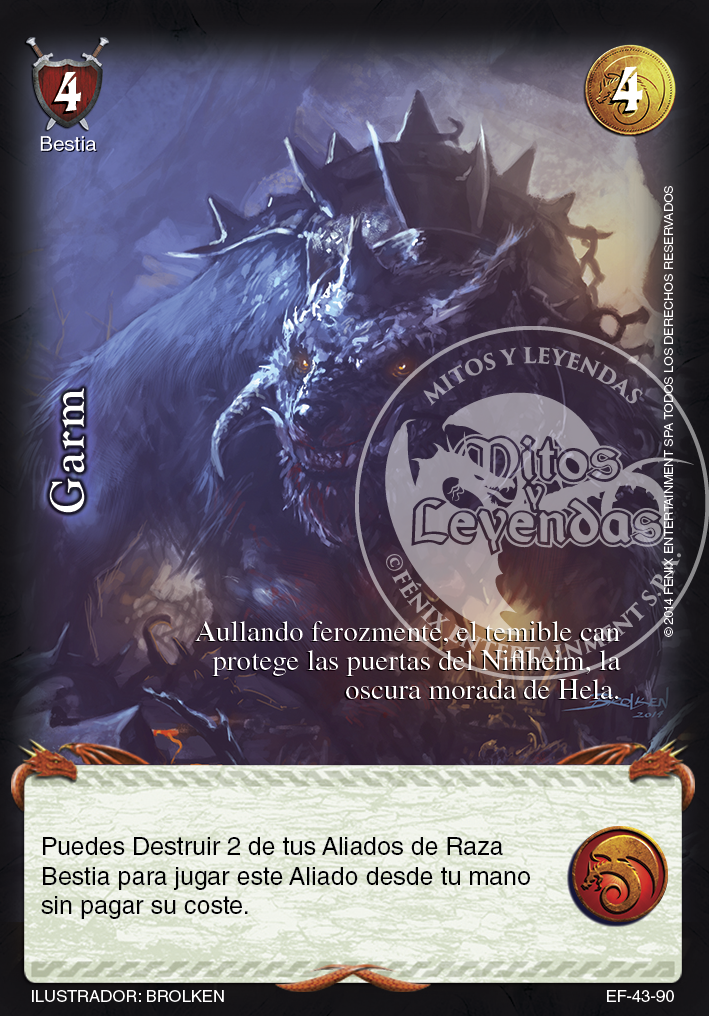 4
4
Bestia
Garm
MITOS Y LEYENDAS
Mitos
y
Leyendas
© FÉNIX ENTERTAINMENT S.P.A.
© 2014 FÉNIX ENTERTAINMENT SPA TODOS LOS DERECHOS RESERVADOS
Aullando ferozmente, el temible can
protege las puertas del Niflheim, la
oscura morada de Hela.
BROLKEN
2014
Puedes Destruir 2 de tus Aliados de Raza
Bestia para jugar este Aliado desde tu mano
sin pagar su coste.
ILUSTRADOR: BROLKEN
EF-43-90